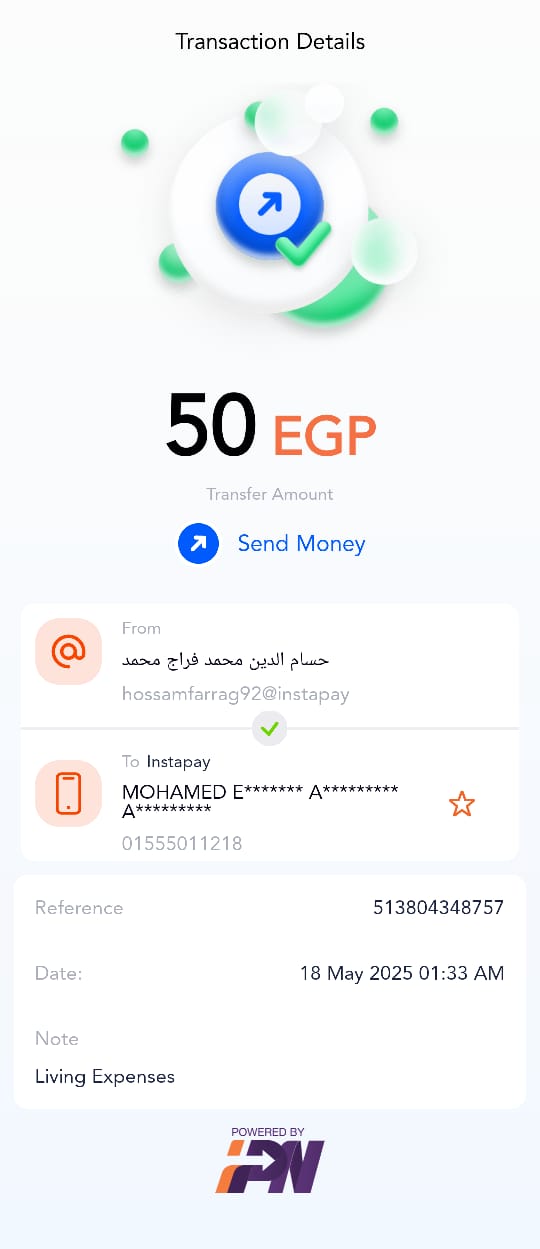 Transaction Details
50 EGP
Transfer Amount
Send Money
From
حسام الدين محمد فراج محمد
hossamfarrag92@instapay
To Instapay
MOHAMED E******* A*********
A*********
01555011218
Reference 513804348757
Date: 18 May 2025 01:33 AM
Note
Living Expenses
POWERED BY
IPN